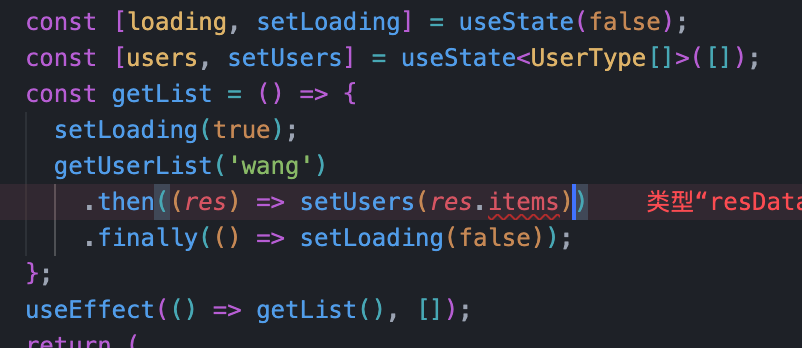 const [loading, setLoading] = useState(false);
const [users, setUsers] = useState<UserType[]>([]);
const getList = () => {
setLoading(true);
getUserList('wang')
.then((res) => setUsers(res.items)) 类型“resData
.finally(() => setLoading(false));
};
useEffect(() => getList(), []);
return (